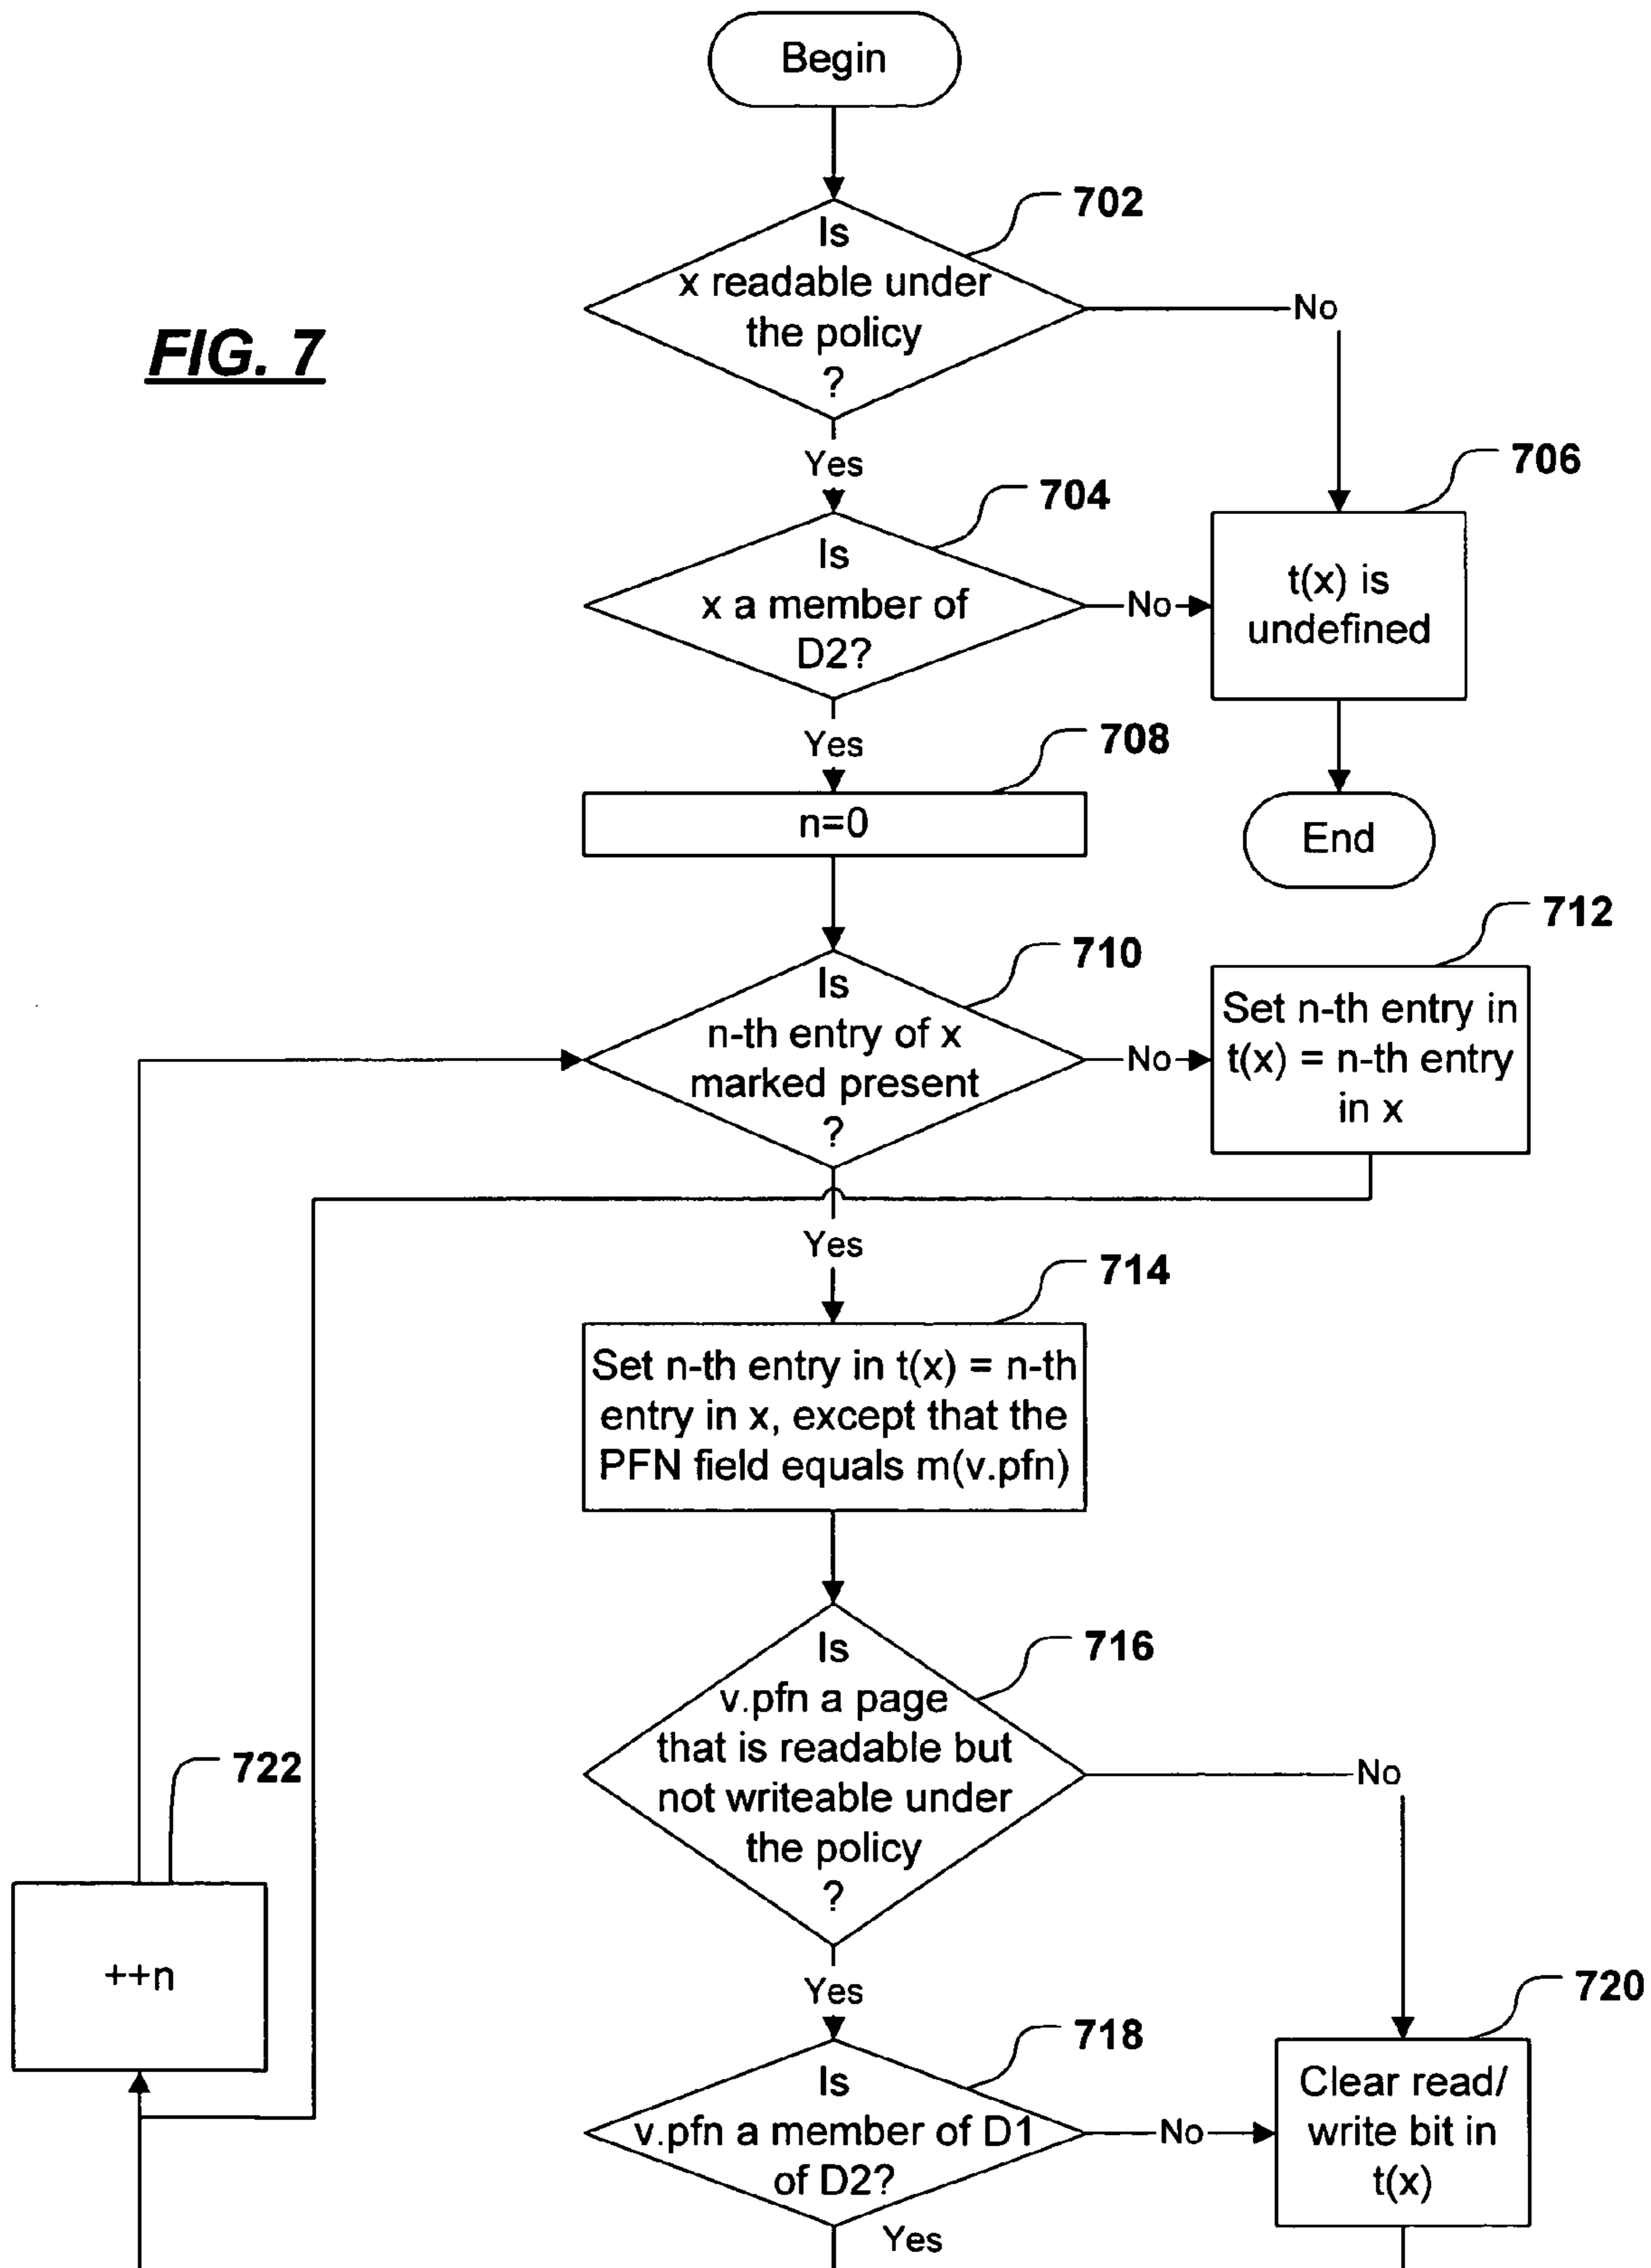 Begin
702
Is
x readable under
the policy
?
No
FIG. 7
Yes
706
704
Is
x a member of
D2?
No
t(x) is
undefined
Yes
708
n=0
End
712
710
Is
n-th entry of x
marked present
?
No
Set n-th entry in
t(x) = n-th entry
in x
Yes
714
Set n-th entry in t(x) = n-th
entry in x, except that the
PFN field equals m(v.pfn)
716
Is
v.pfn a page
that is readable but
not writeable under
the policy
?
No
722
++n
Yes
720
718
Is
v.pfn a member of D1
of D2?
No
Clear read/
write bit in
t(x)
Yes